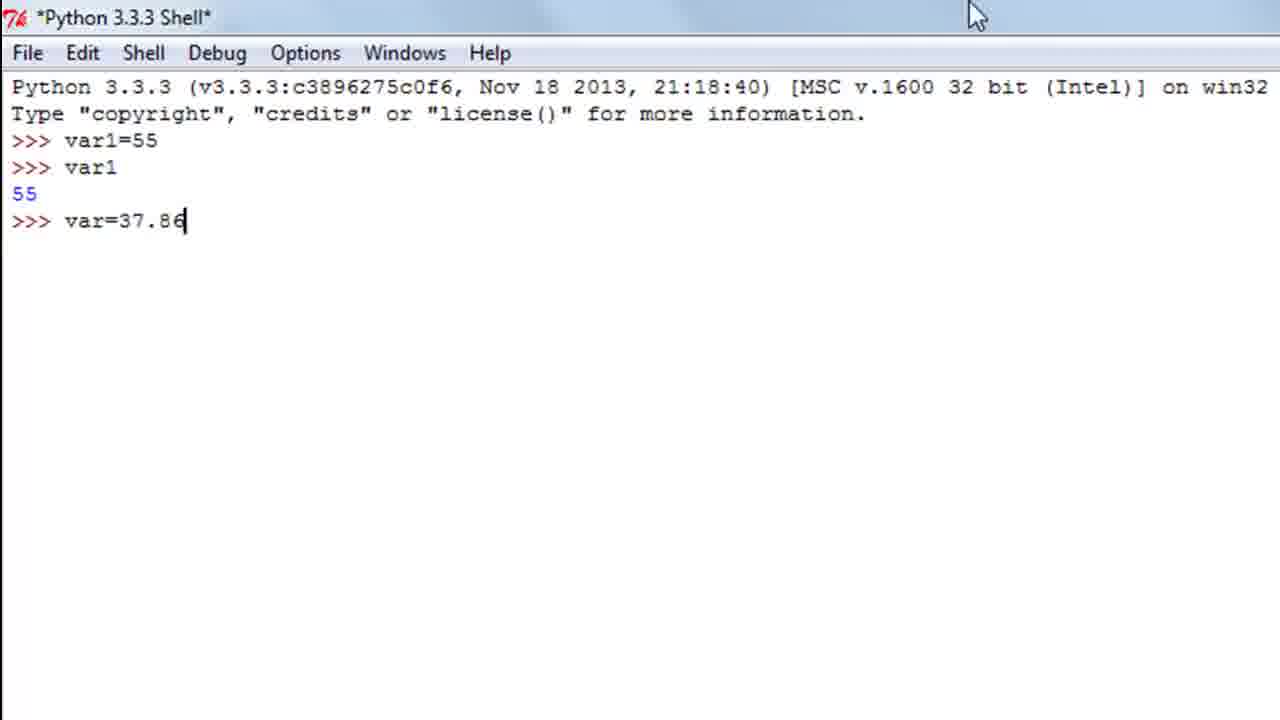 *Python 3.3.3 Shell*
File Edit Shell Debug Options Windows Help
Python 3.3.3 (v3.3.3:c3896275c0f6, Nov 18 2013, 21:18:40) [MSC v.1600 32 bit (Intel)] on win32
Type "copyright", "credits" or "license()" for more information.
>>> var1=55
>>> var1
55
>>> var=37.86